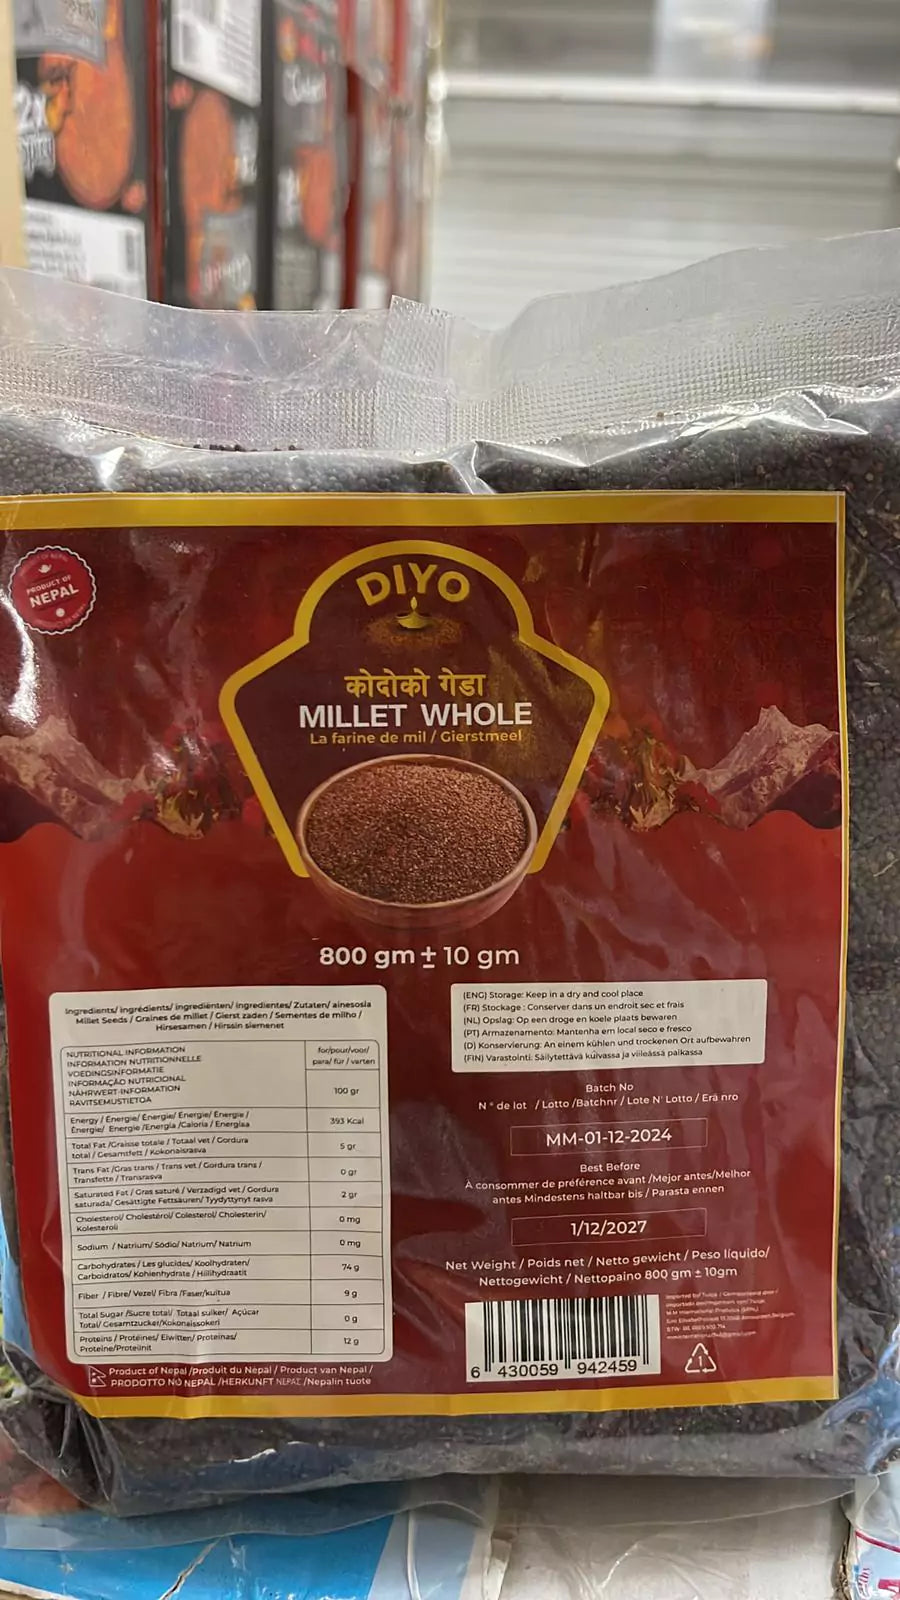 2X
PRODUCT OF
NEPAL
DIYO
कोदोको गेडा
MILLET WHOLE
La farine de mil / Gierstmeel
800 gm ± 10 gm
Ingredients/ ingrédients/ ingrediënten/ ingredientes/ Zutaten/ ainesosia
Millet Seeds / Graines de millet / Gierst zaden / Sementes de milho /
Hirsesamen / Hirssin siemenet
NUTRITIONAL INFORMATION
INFORMATION NUTRITIONNELLE
VOEDINGSINFORMATIE
INFORMAÇÃO NUTRICIONAL
NÄHRWERT-INFORMATION
RAVITSEMUSTIETOA
for/pour/voor/
para/ für / varten
100 gr
Energy / Énergie/ Energie/ Énergie/ Energie /
Energie/ Energie /Energia /Caloria / Energiaa
393 Kcal
Total Fat /Graisse totale / Totaal vet / Gordura
total / Gesamtfett / Kokonaisrasva
5 gr
Trans Fat /Gras trans / Trans vet / Gordura trans /
Transfette / Transrasva
0 gr
Saturated Fat / Gras saturé / Verzadigd vet / Gordura
saturada/ Gesättigte Fettsäuren/ Tyydyttynyt rasva
2 gr
Cholesterol/ Cholestérol/ Colesterol/ Cholesterin/
Kolesteroli
0 mg
Sodium / Natrium/ Sódio/ Natrium/ Natrium
0 mg
Carbohydrates / Les glucides/ Koolhydraten/
Carboidratos/ Kohlenhydrate / Hiilihydraatit
74 g
Fiber / Fibre/ Vezel/ Fibra /Faser/kuitua
9 g
Total Sugar /Sucre total/ Totaal suiker/ Açúcar
Total/ Gesamtzucker/Kokonaissokeri
0 g
Proteins / Protéines/ Eiwitten/ Proteínas/
Proteine/Proteiinit
12 g
Product of Nepal /produit du Népal / Product van Nepal /
PRODOTTO NO NEPAL /HERKUNFT NEPAL /Nepalin tuote
(ENG) Storage: Keep in a dry and cool place
(FR) Stockage : Conserver dans un endroit sec et frais
(NL) Opslag: Op een droge en koele plaats bewaren
(PT) Armazenamento: Mantenha em local seco e fresco
(D) Konservierung: An einem kühlen und trockenen Ort aufbewahren
(FIN) Varastointi: Säilytettävä kuivassa ja viileässä paikassa
Batch No
N ° de lot / Lotto /Batchnr / Lote N° Lotto / Erä nro
MM-01-12-2024
Best Before
À consommer de préférence avant /Mejor antes/Melhor
antes Mindestens haltbar bis / Parasta ennen
1/12/2027
Net Weight / Poids net / Netto gewicht / Peso líquido/
Nettogewicht / Nettopaino 800 gm ± 10gm
6 430059 942459
1